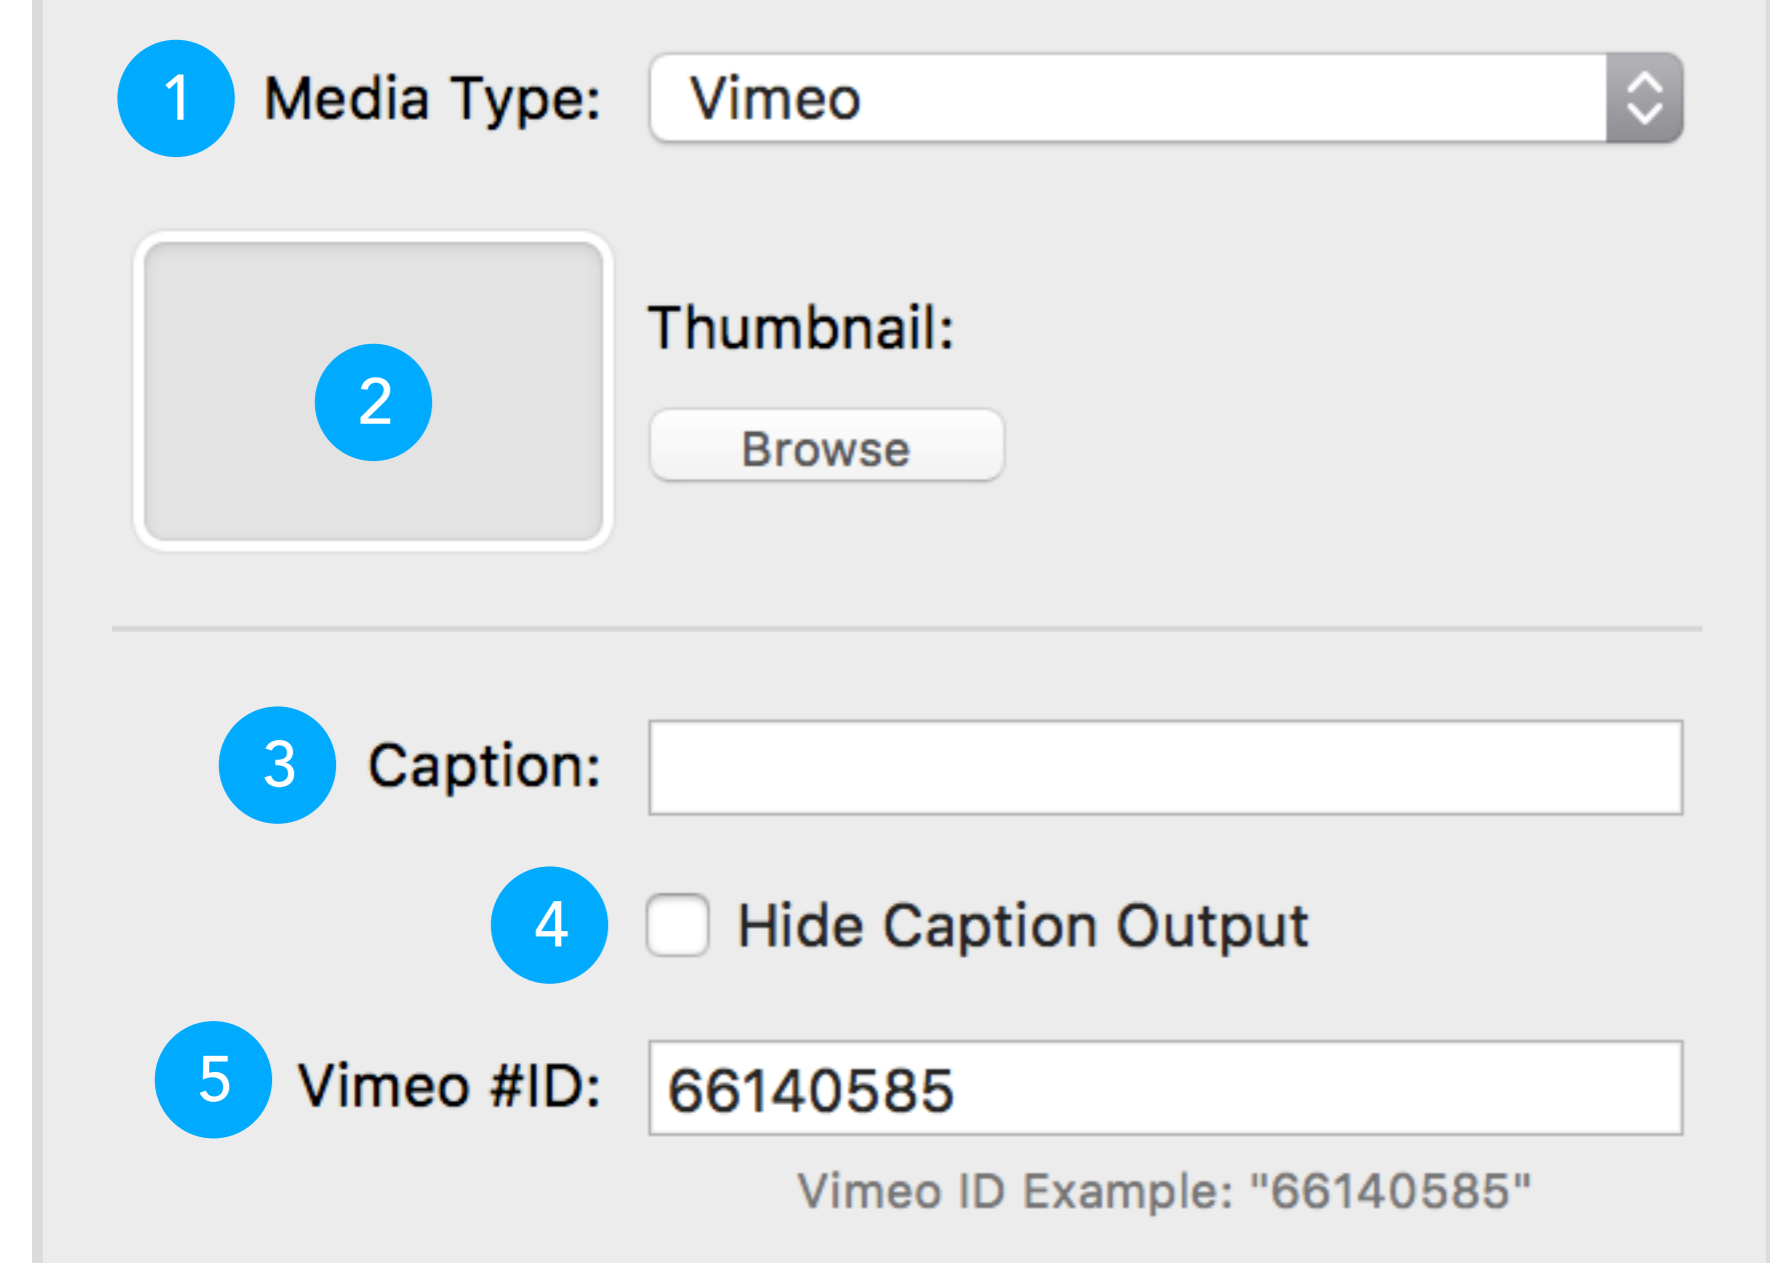 1 Media Type: Vimeo
Thumbnail:
2
Browse
3 Caption:
4 Hide Caption Output
5 Vimeo #ID: 66140585
Vimeo ID Example: "66140585"